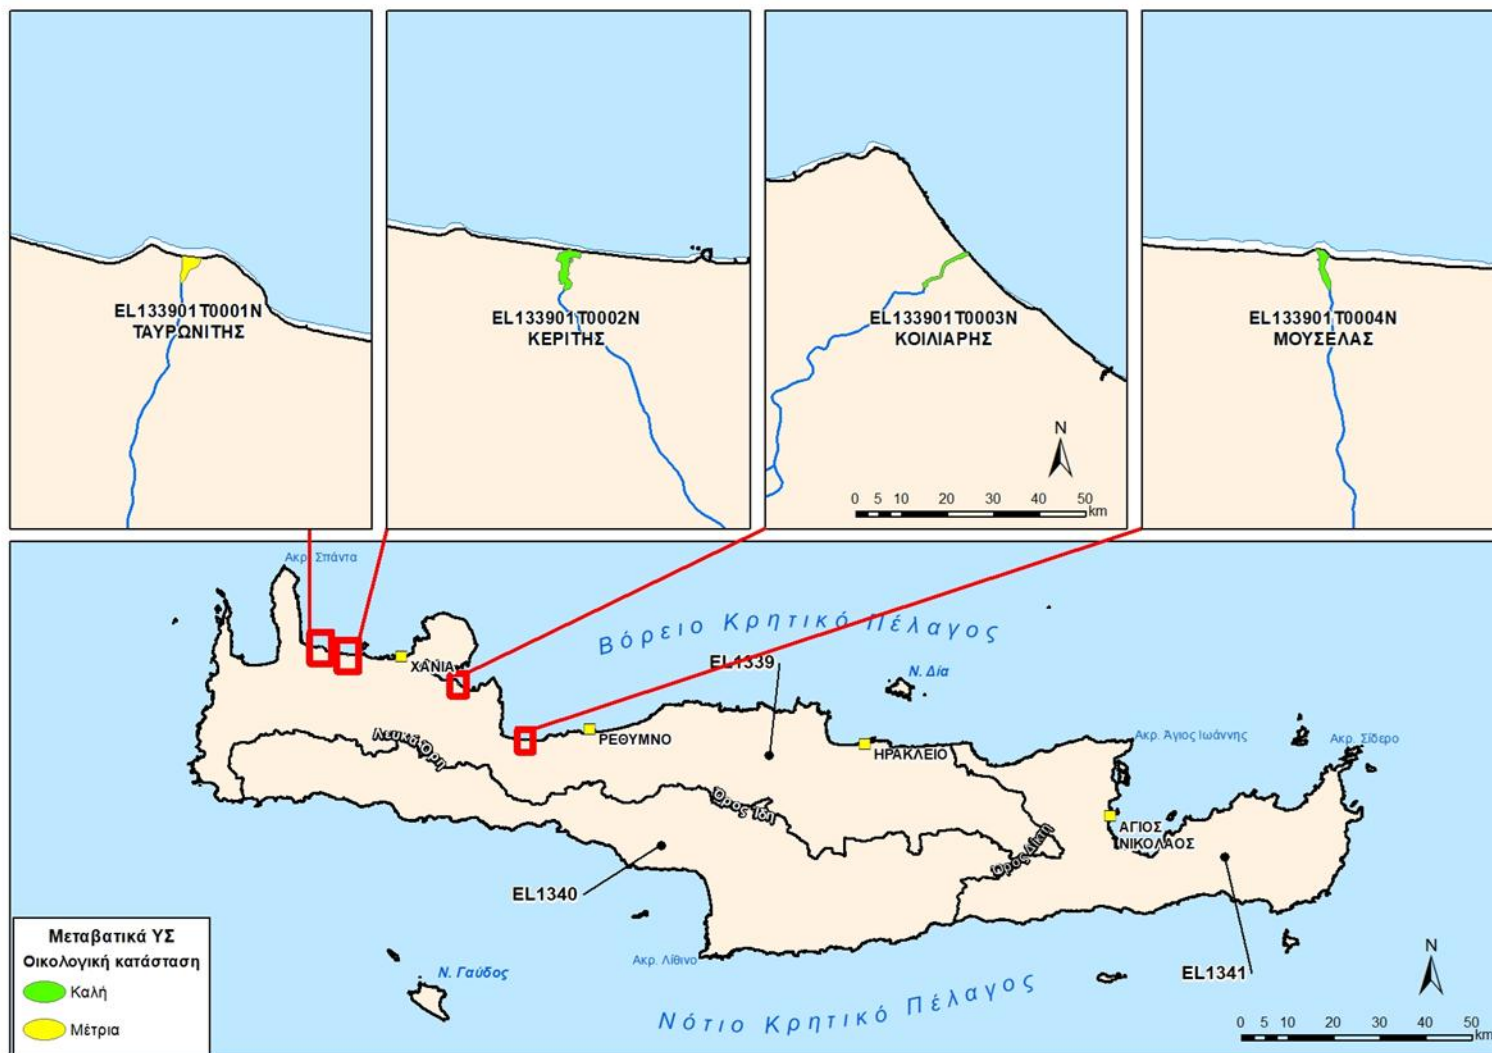 EL133901T0001N
ΤΑΥΡΩΝΙΤΗΣ
EL133901T0002N
ΚΕΡΙΤΗΣ
EL133901T0003N
ΚΟΙΛΙΑΡΗΣ
N
0 5 10 20 30 40 50
km
EL133901T0004N
ΜΟΥΣΕΛΑΣ
Ακρ. Σπάντα
Βόρειο Κρητικό Πέλαγος
ΧΑΝΙΑ
EL1339
Ν. Δία
Λευκά Όρη
ΡΕΘΥΜΝΟ
ΗΡΑΚΛΕΙΟ
Ακρ. Άγιος Ιωάννης
Ακρ. Σίδερο
Όρος Ίδη
Όρος Δίκτη
ΑΓΙΟΣ
ΝΙΚΟΛΑΟΣ
EL1340
EL1341
Ακρ. Λίθινο
Ν. Γαύδος
Νότιο Κρητικό Πέλαγος
Μεταβατικά ΥΣ
Οικολογική κατάσταση
Καλή
Μέτρια
N
0 5 10 20 30 40 50
km